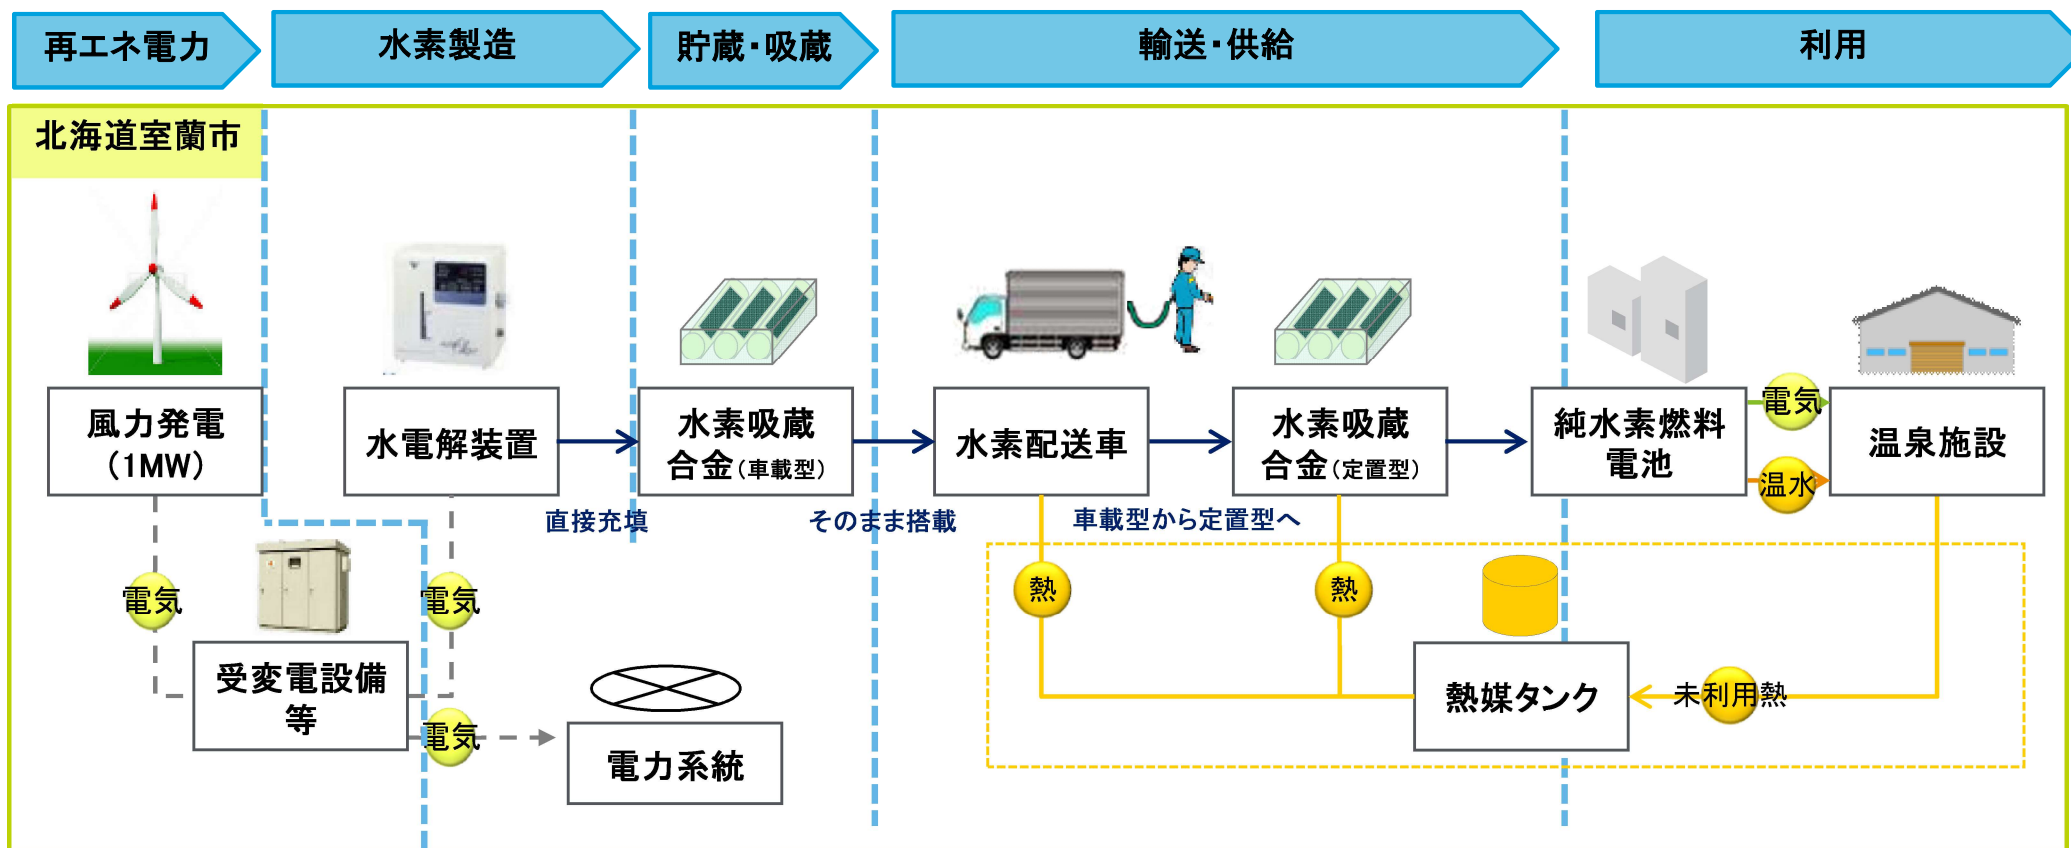 再エネ電力
水素製造
貯蔵・吸蔵
輸送・供給
利用
北海道室蘭市
風力発電
(1MW)
水電解装置
水素吸蔵
合金(車載型)
水素配送車
水素吸蔵
合金(定置型)
純水素燃料
電池
電気
温水
温泉施設
直接充填
そのまま搭載
車載型から定置型へ
電気
電気
熱
熱
受変電設備
等
電気
電力系統
熱媒タンク
未利用熱